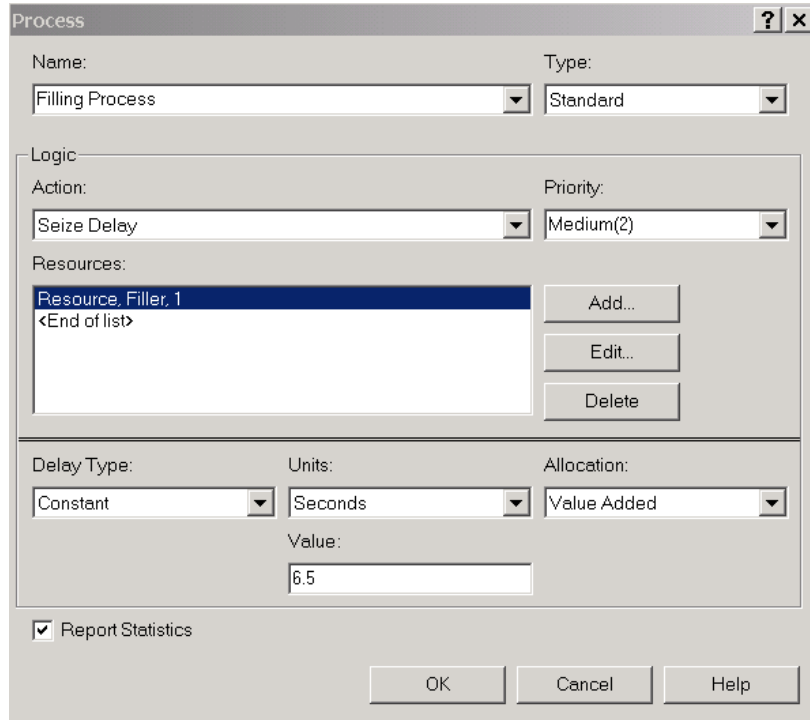 Process
Name: Type:
Filling Process Standard
Logic
Action: Priority:
Seize Delay Medium(2)
Resources:
Resource, Filler, 1
<End of list>
Add...
Edit...
Delete
Delay Type: Units: Allocation:
Constant Seconds Value Added
Value:
6.5
Report Statistics
OK Cancel Help